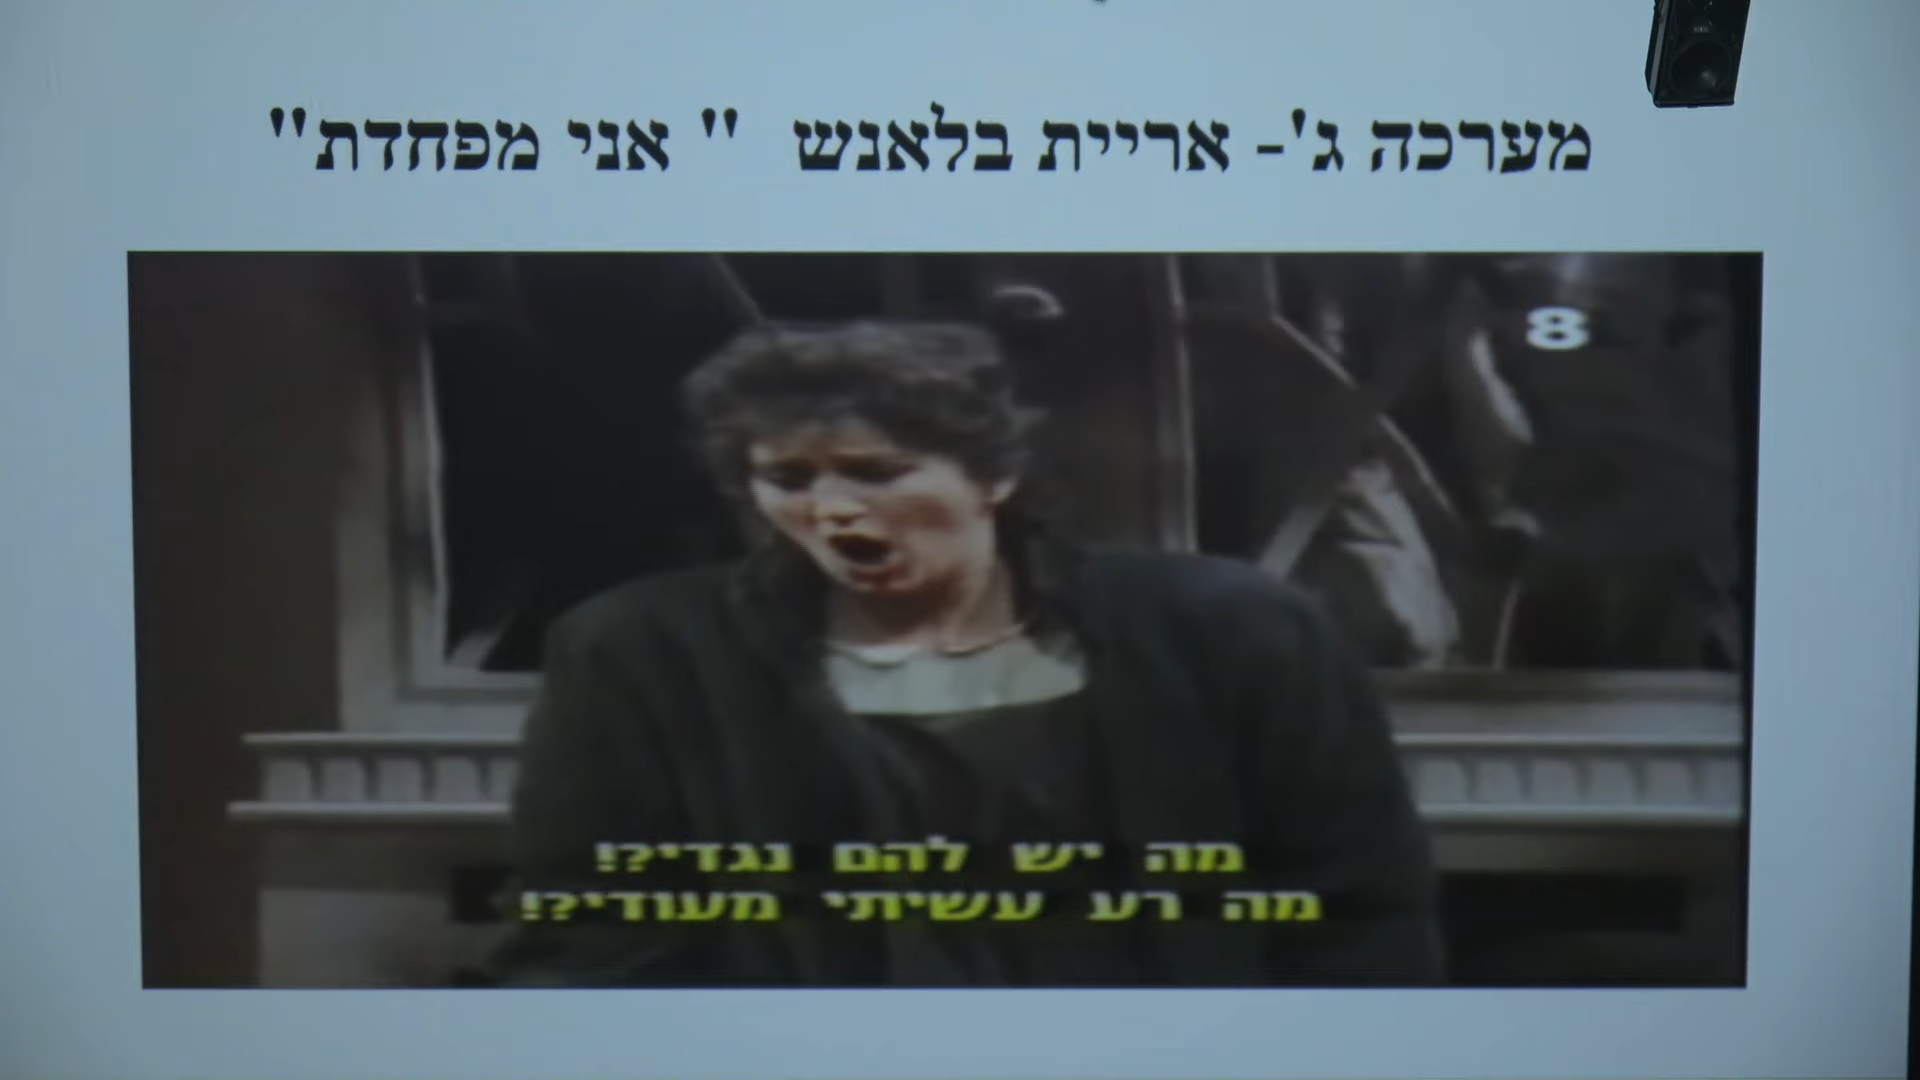 מערכה ג'- אריית בלאנש " אני מפחדת"
8
מה יש להם נגדי?!
מה רע עשיתי מעודי?!